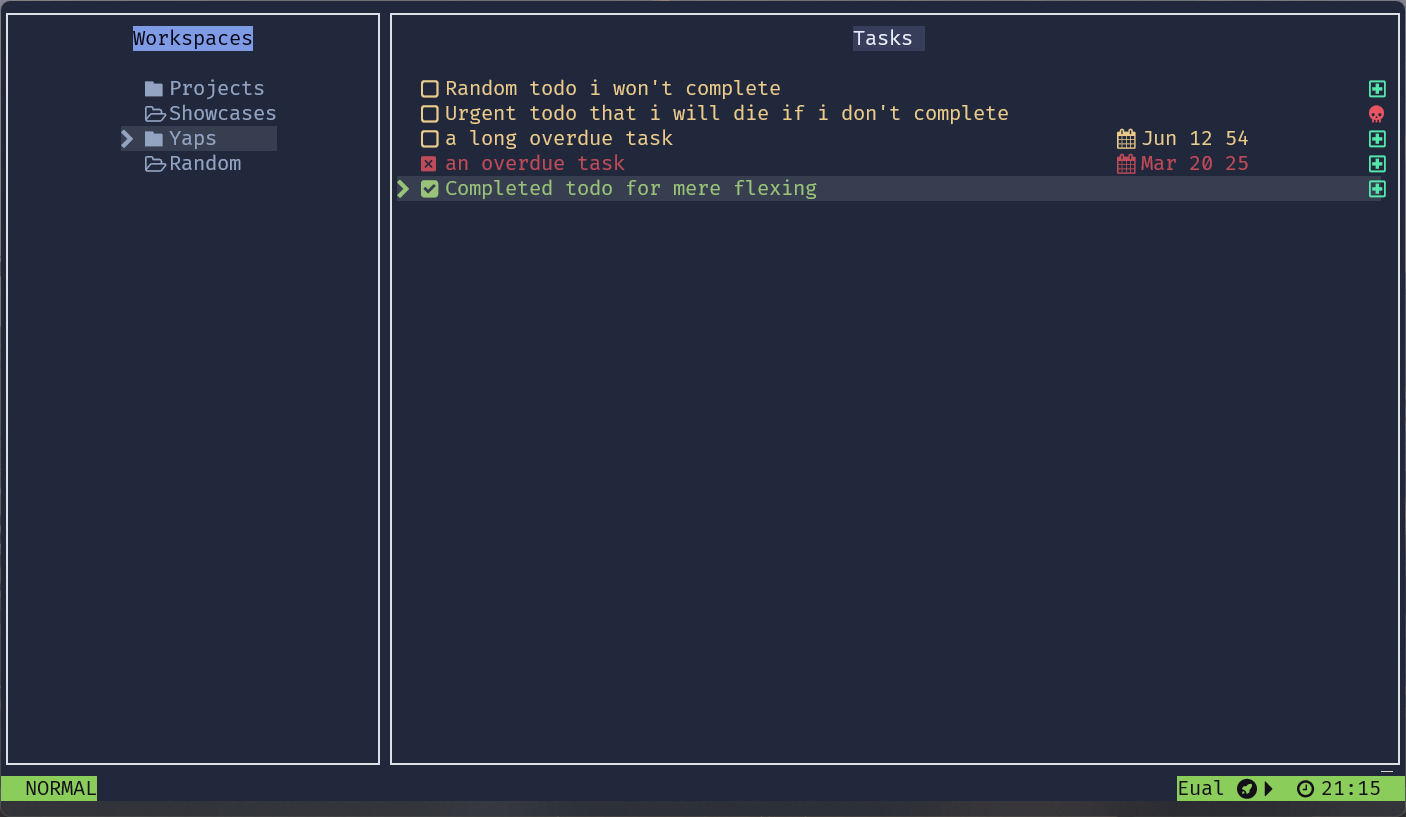 Workspaces
Projects
Showcases
Yaps
Random
Tasks
Random todo i won't complete
Urgent todo that i will die if i don't complete
a long overdue task Jun 12 54
an overdue task Mar 20 25
Completed todo for mere flexing
NORMAL
Eual 21:15